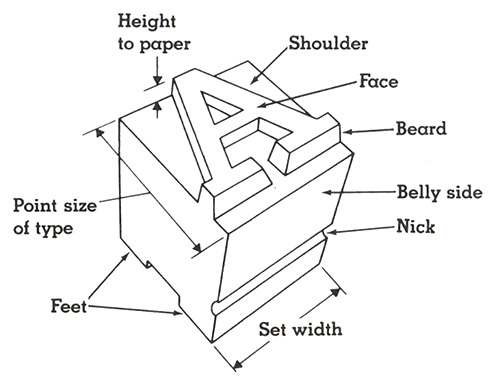 Height
to paper
Shoulder
Face
Beard
Belly side
Point size
of type
Nick
Feet
Set width
A